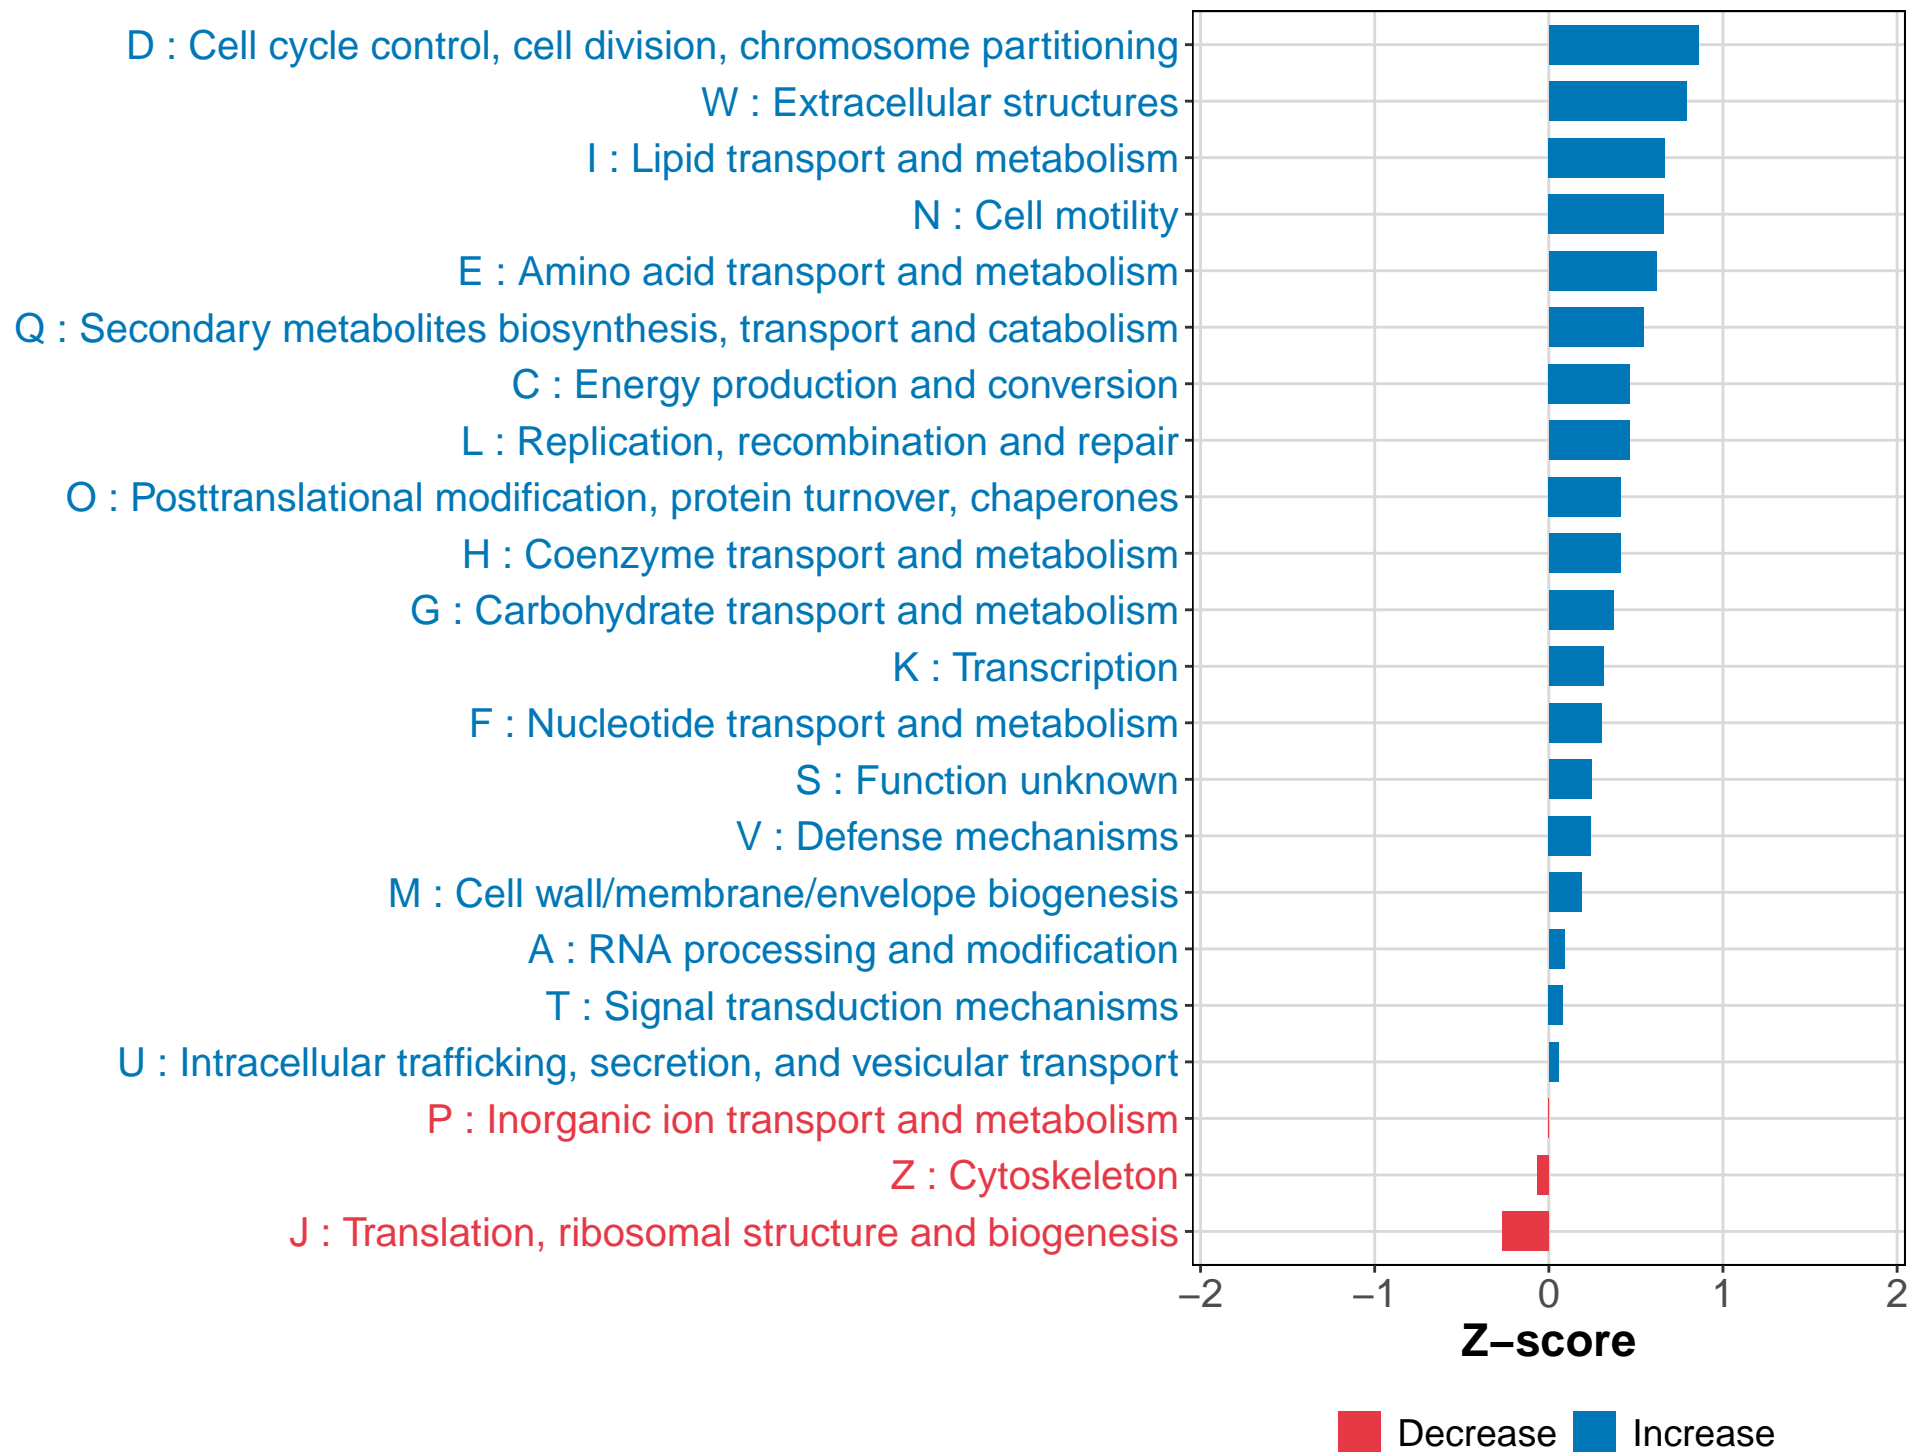 D : Cell cycle control, cell division, chromosome partitioning
W : Extracellular structures
I : Lipid transport and metabolism
N : Cell motility
E : Amino acid transport and metabolism
Q : Secondary metabolites biosynthesis, transport and catabolism
C : Energy production and conversion
L : Replication, recombination and repair
O : Posttranslational modification, protein turnover, chaperones
H : Coenzyme transport and metabolism
G : Carbohydrate transport and metabolism
K : Transcription
F : Nucleotide transport and metabolism
S : Function unknown
V : Defense mechanisms
M : Cell wall/membrane/envelope biogenesis
A : RNA processing and modification
T : Signal transduction mechanisms
U : Intracellular trafficking, secretion, and vesicular transport
P : Inorganic ion transport and metabolism
Z : Cytoskeleton
J : Translation, ribosomal structure and biogenesis
−2 −1 0 1 2
Z−score
Decrease Increase